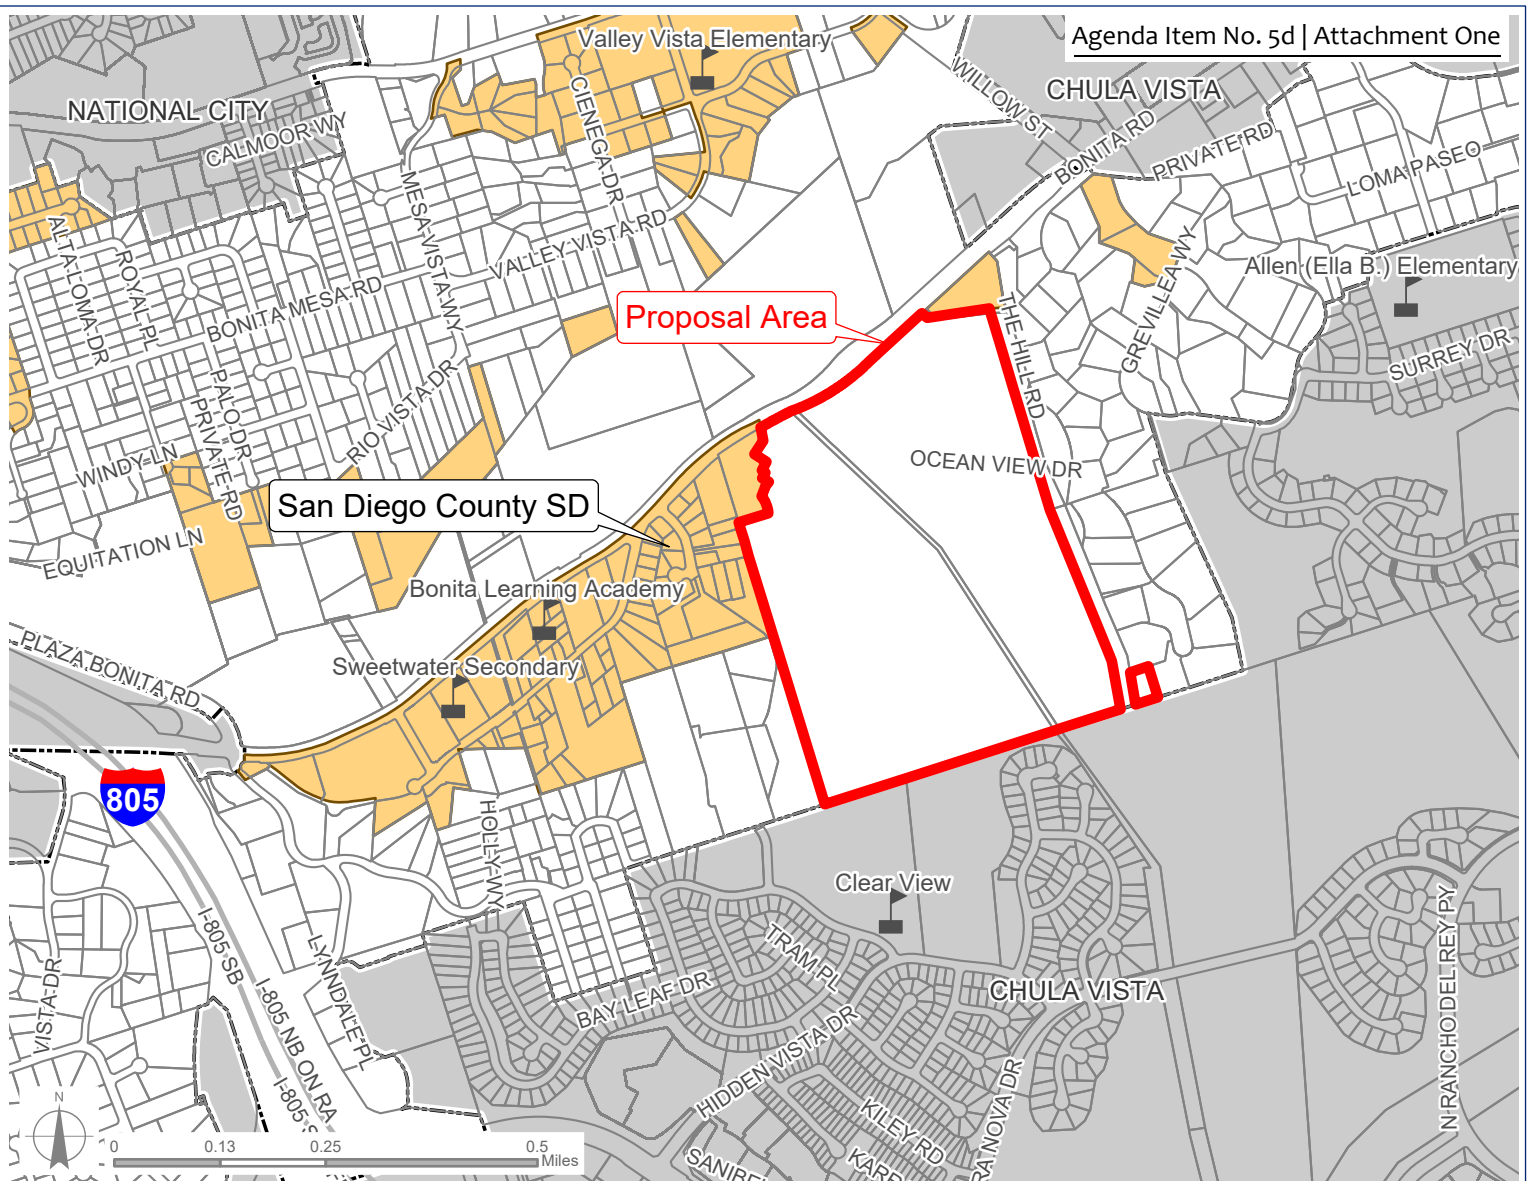 Agenda Item No. 5d | Attachment One
Valley Vista Elementary
NATIONAL CITY
CALMOOR WY
CIENEGA DR
WILLOW ST
CHULA VISTA
BONITA RD
PRIVATE RD
LOMA PASEO
MESA VISTA WY
VALLEY VISTA RD
ALTA LOMA DR
ROYAL PL
BONITA MESA RD
Allen (Ella B.) Elementary
GREVILLEA WY
THE HILL RD
SURREY DR
Proposal Area
PALO DR
PRIVATE RD
RIO VISTA DR
WINDY LN
OCEAN VIEW DR
San Diego County SD
EQUITATION LN
Bonita Learning Academy
Sweetwater Secondary
PLAZA BONITA RD
805
HOLLY WY
Clear View
TRAM PL
CHULA VISTA
BAY LEAF DR
HIDDEN VISTA DR
N RANCHO DEL REY PY
I-805 SB
LYNNDALE PL
VISTA DR
I-805 NB ON RA
I-805 S
KILEY RD
RA NOVA DR
SANIBE
KARE
N
0 0.13 0.25 0.5
Miles